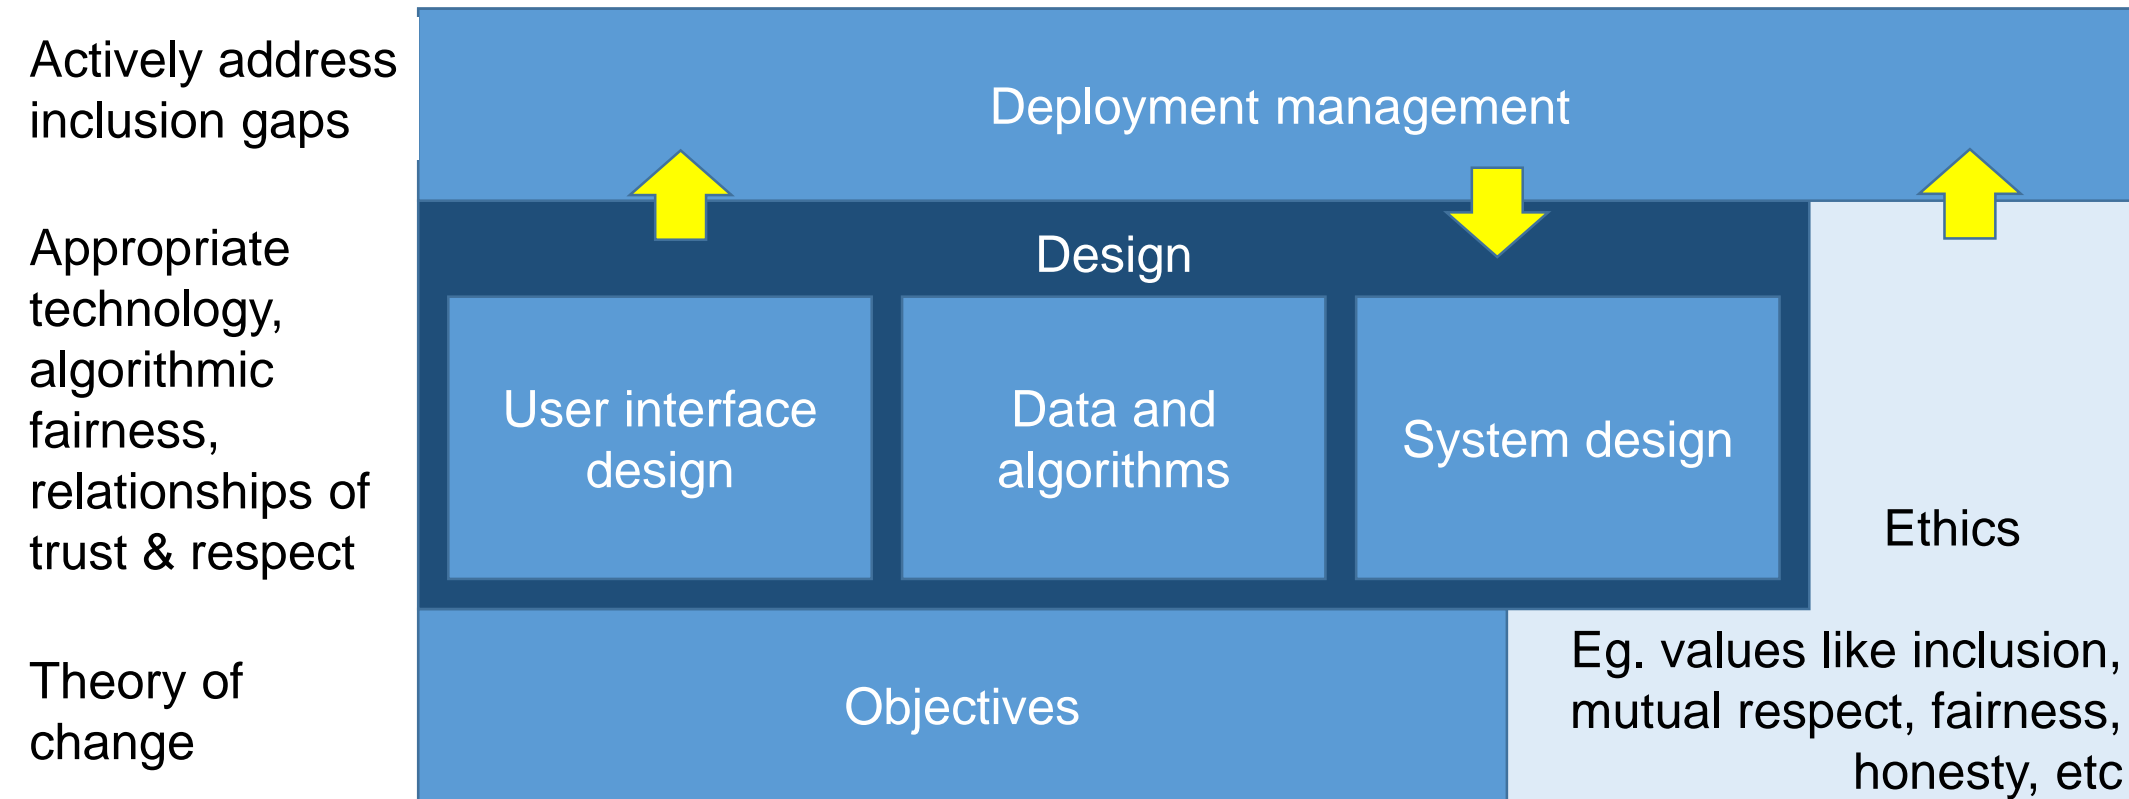 Actively address
inclusion gaps
Deployment management
Appropriate
technology,
algorithmic
fairness,
relationships of
trust & respect
Design
User interface
design
Data and
algorithms
System design
Ethics
Theory of
change
Objectives
Eg. values like inclusion,
mutual respect, fairness,
honesty, etc